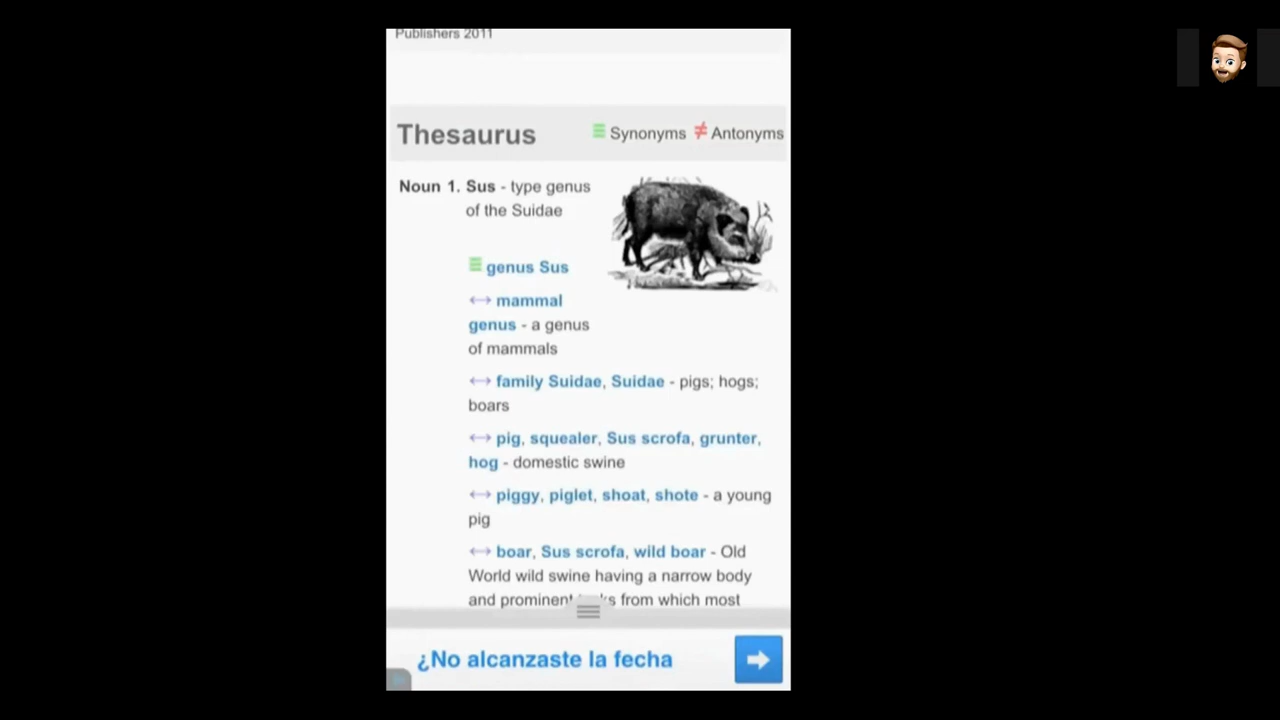 Publishers 2011
Thesaurus Synonyms Antonyms
Noun 1. Sus - type genus
of the Suidae
genus Sus
mammal
genus - a genus
of mammals
family Suidae, Suidae - pigs; hogs;
boars
pig, squealer, Sus scrofa, grunter,
hog - domestic swine
piggy, piglet, shoat, shote - a young
pig
boar, Sus scrofa, wild boar - Old
World wild swine having a narrow body
and prominent from which most
¿No alcanzaste la fecha